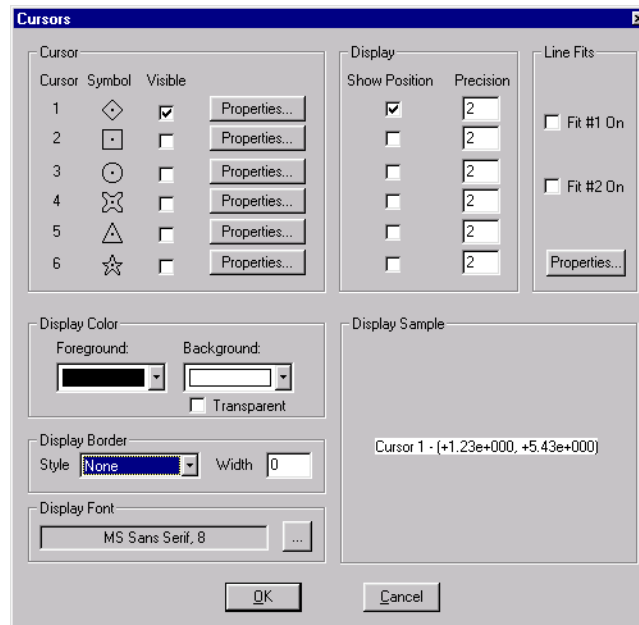 Cursors
Cursor
Cursor Symbol Visible
1 Properties...
2 Properties...
3 Properties...
4 Properties...
5 Properties...
6 Properties...
Display
Show Position Precision
2
2
2
2
2
2
Line Fits
Fit #1 On
Fit #2 On
Properties...
Display Color
Foreground: Background:
Transparent
Display Border
Style None Width 0
Display Font
MS Sans Serif, 8 ...
Display Sample
Cursor 1 - (+1.23e+000, +5.43e+000)
OK Cancel